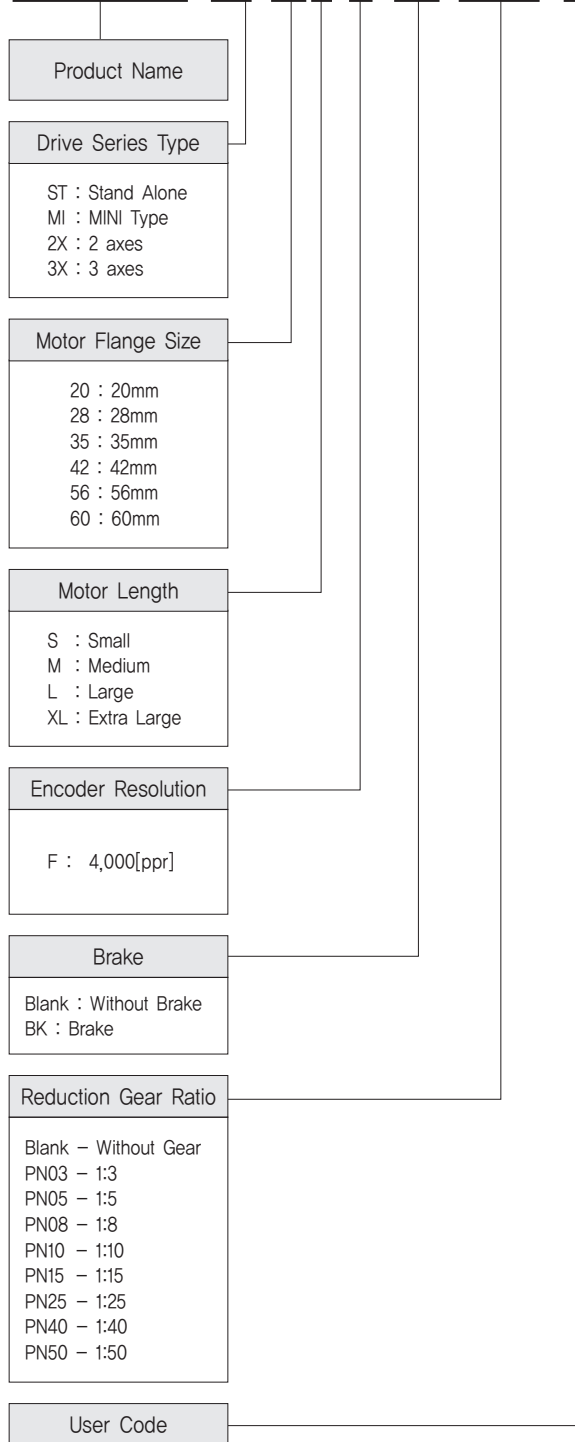 Product Name
Drive Series Type
ST : Stand Alone
MI : MINI Type
2X : 2 axes
3X : 3 axes
Motor Flange Size
20 : 20mm
28 : 28mm
35 : 35mm
42 : 42mm
56 : 56mm
60 : 60mm
Motor Length
S : Small
M : Medium
L : Large
XL : Extra Large
Encoder Resolution
F : 4,000[ppr]
Brake
Blank : Without Brake
BK : Brake
Reduction Gear Ratio
Blank - Without Gear
PN03 - 1:3
PN05 - 1:5
PN08 - 1:8
PN10 - 1:10
PN15 - 1:15
PN25 - 1:25
PN40 - 1:40
PN50 - 1:50
User Code